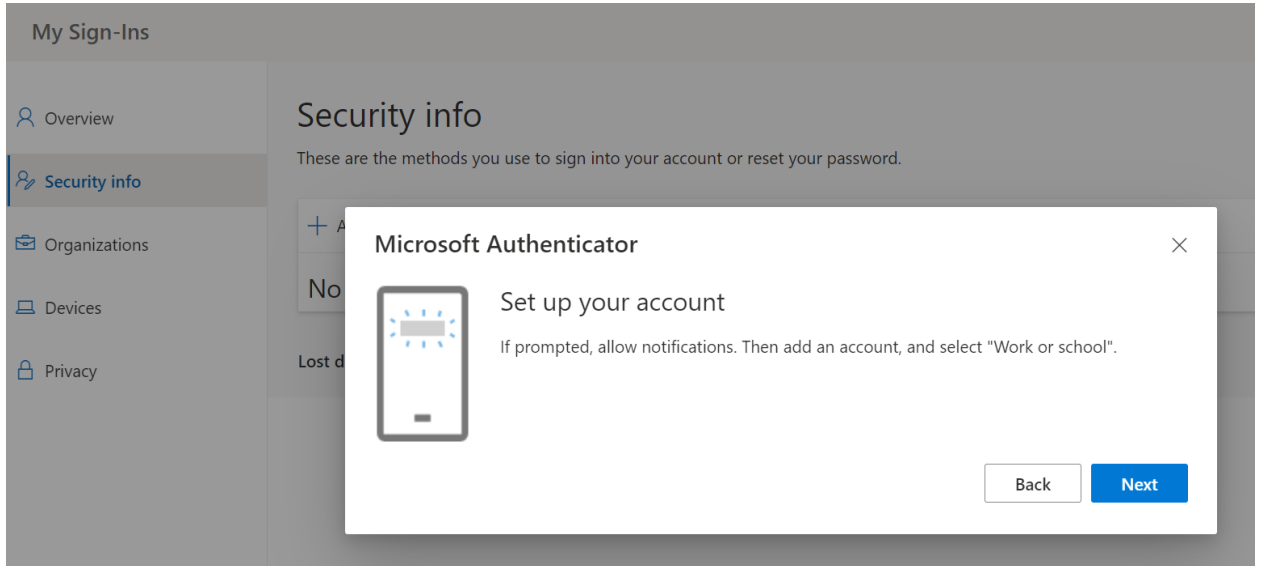 My Sign-Ins
Overview
Security info
Organizations
Devices
Privacy
Security info
These are the methods you use to sign into your account or reset your password.
No
Lost d
Microsoft Authenticator
Set up your account
If prompted, allow notifications. Then add an account, and select "Work or school".
Back
Next